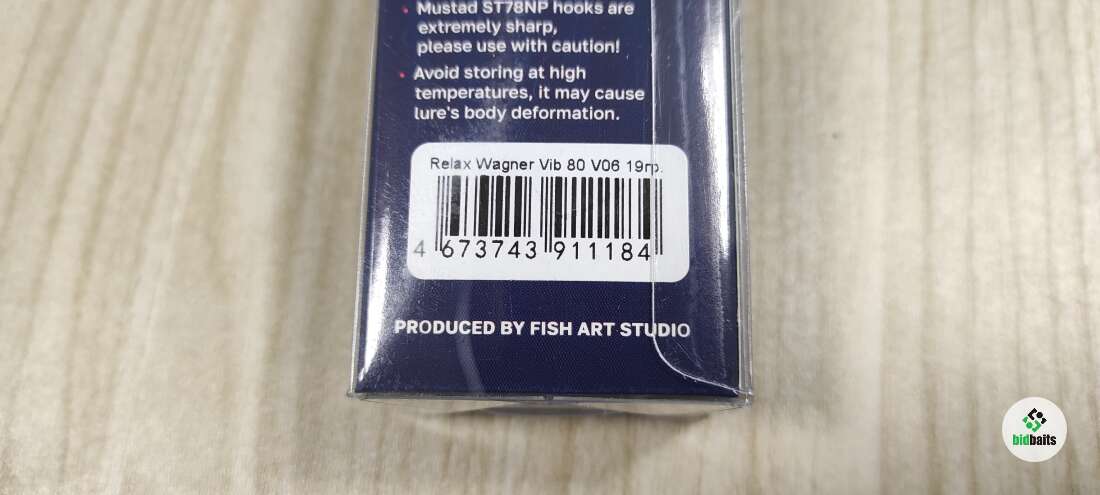 Mustad ST78NP hooks are
extremely sharp,
please use with caution!
Avoid storing at high
temperatures, it may cause
lure's body deformation.
Relax Wagner Vib 80 V06 19гр.
4 673743 911184
PRODUCED BY FISH ART STUDIO
bidbaits